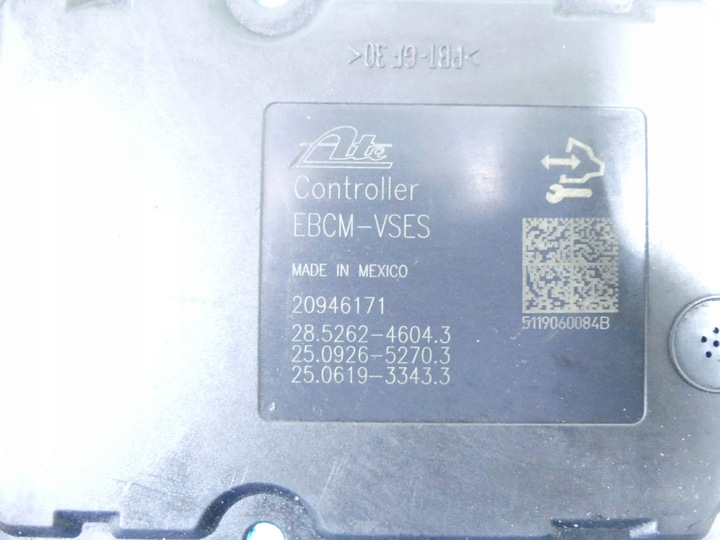 >PBT-GF 30<
Ate
Controller
EBCM-VSES
MADE IN MEXICO
20946171
28.5262-4604.3
25.0926-5270.3
25.0619-3343.3
5119060084B